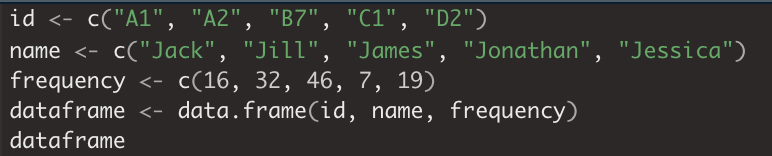 id <- c("A1", "A2", "B7", "C1", "D2")
name <- c("Jack", "Jill", "James", "Jonathan", "Jessica")
frequency <- c(16, 32, 46, 7, 19)
dataframe <- data.frame(id, name, frequency)
dataframe